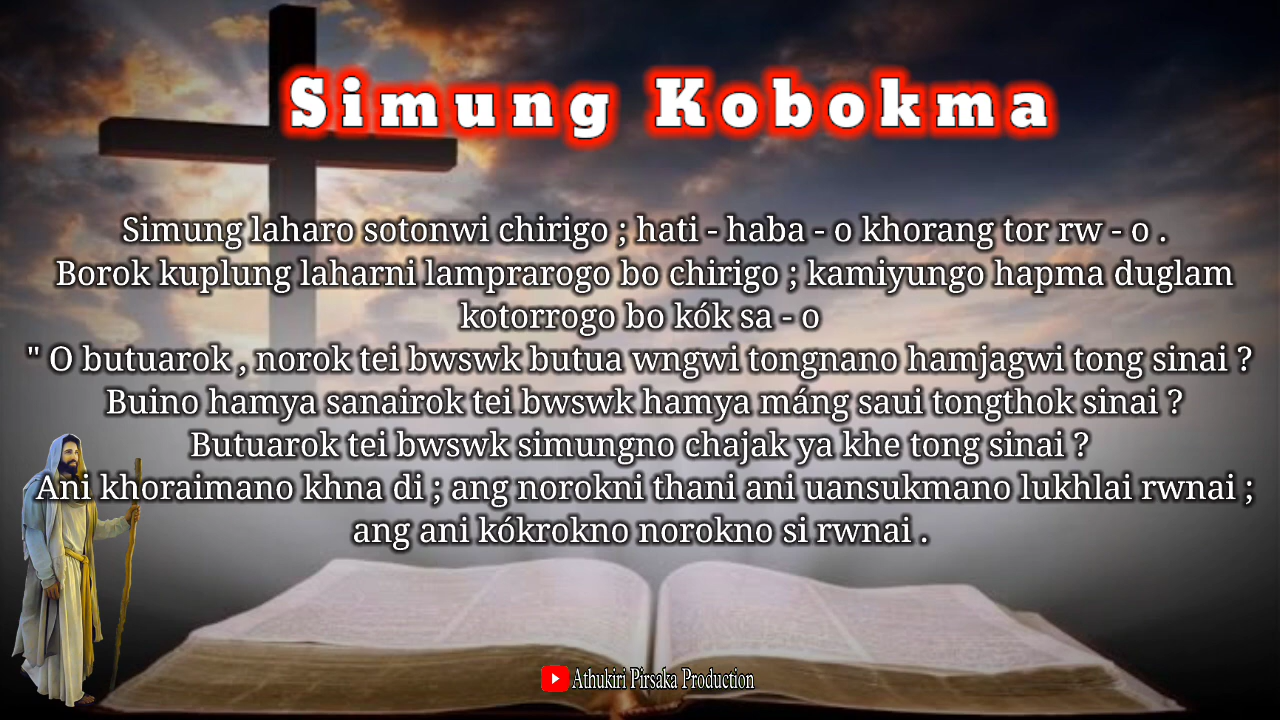 Simung Kobokma
Simung laharo sotonwi chirigo ; hati - haba - o khorang tor rw - o .
Borok kuplung laharni lamprarogo bo chirigo ; kamiyungo hapma duglam
kotorrogo bo kók sa - o
" O butuarok , norok tei bwswk butua wngwi tongnano hamjagwi tong sinai ?
Buino hamya sanairok tei bwswk hamya máng saui tongthok sinai ?
Butuarok tei bwswk simungno chajak ya khe tong sinai ?
Ani khoraimano khna di ; ang norokni thani ani uansukmano lukhlai rwnai ;
ang ani kókrokno norokno si rwnai .
Athukiri Pirsaka Production